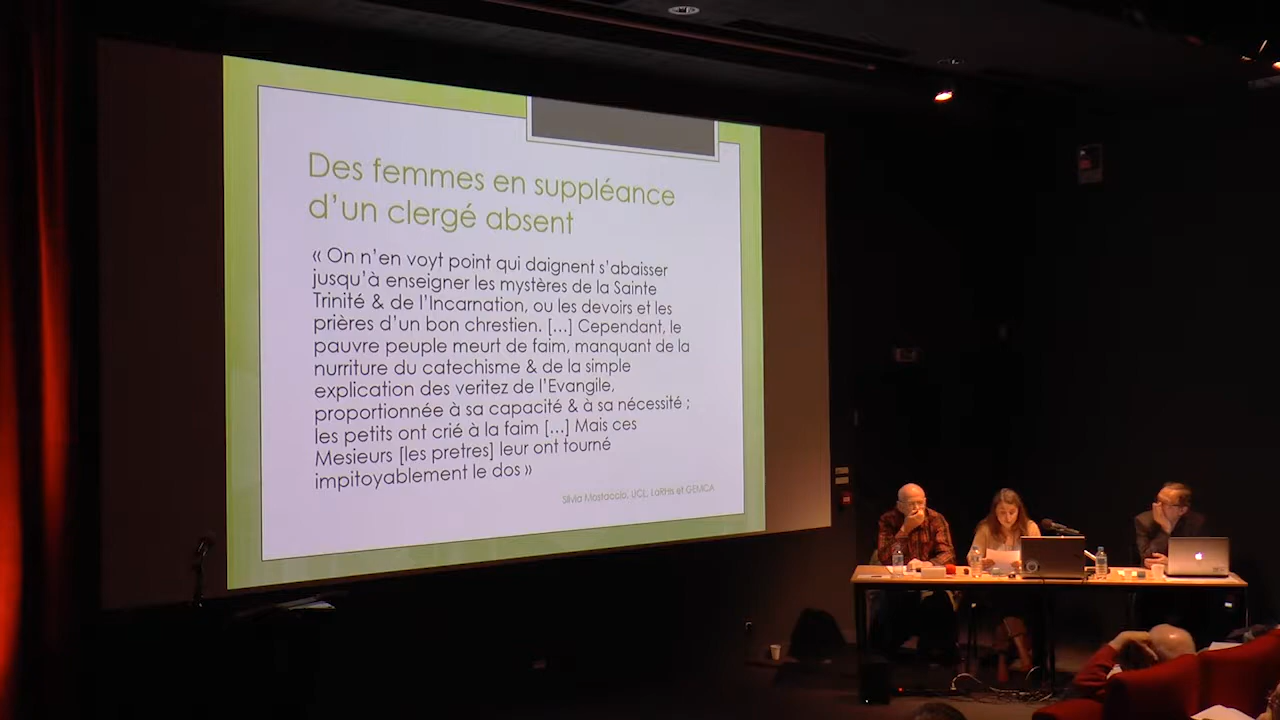 Des femmes en suppléance
d'un clergé absent
« On n'en voyt point qui daignent s'abaisser
jusqu'à enseigner les mystères de la Sainte
Trinité & de l'Incarnation, ou les devoirs et les
prières d'un bon chrestien. [...] Cependant, le
pauvre peuple meurt de faim, manquant de la
nurriture du catechisme & de la simple
explication des veritez de l'Evangile,
proportionnée à sa capacité & à sa nécessité ;
les petits ont crié à la faim [...] Mais ces
Mesieurs [les pretres] leur ont tourné
impitoyablement le dos »
Silvia Mostaccio, UCL, LaRHis et GEMCA